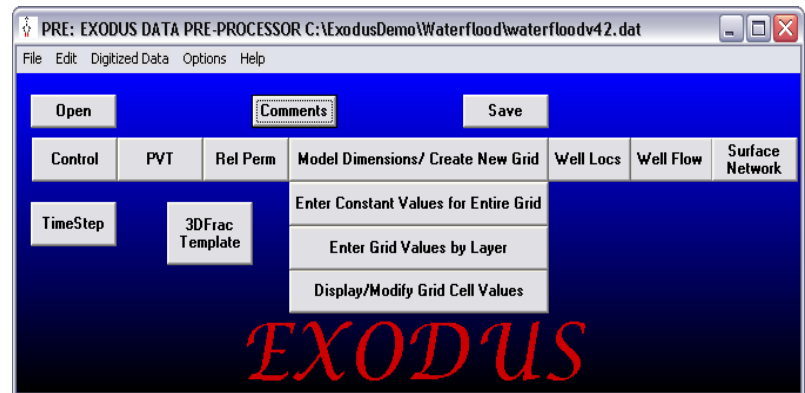 PRE: EXODUS DATA PRE-PROCESSOR C:\ExodusDemo\Waterflood\waterfloodv42.dat
File Edit Digitized Data Options Help
Open Comments Save
Control PVT Rel Perm Model Dimensions/ Create New Grid Well Locs Well Flow Surface Network
Enter Constant Values for Entire Grid
TimeStep 3DFrac Template
Enter Grid Values by Layer
Display/Modify Grid Cell Values
EXODUS